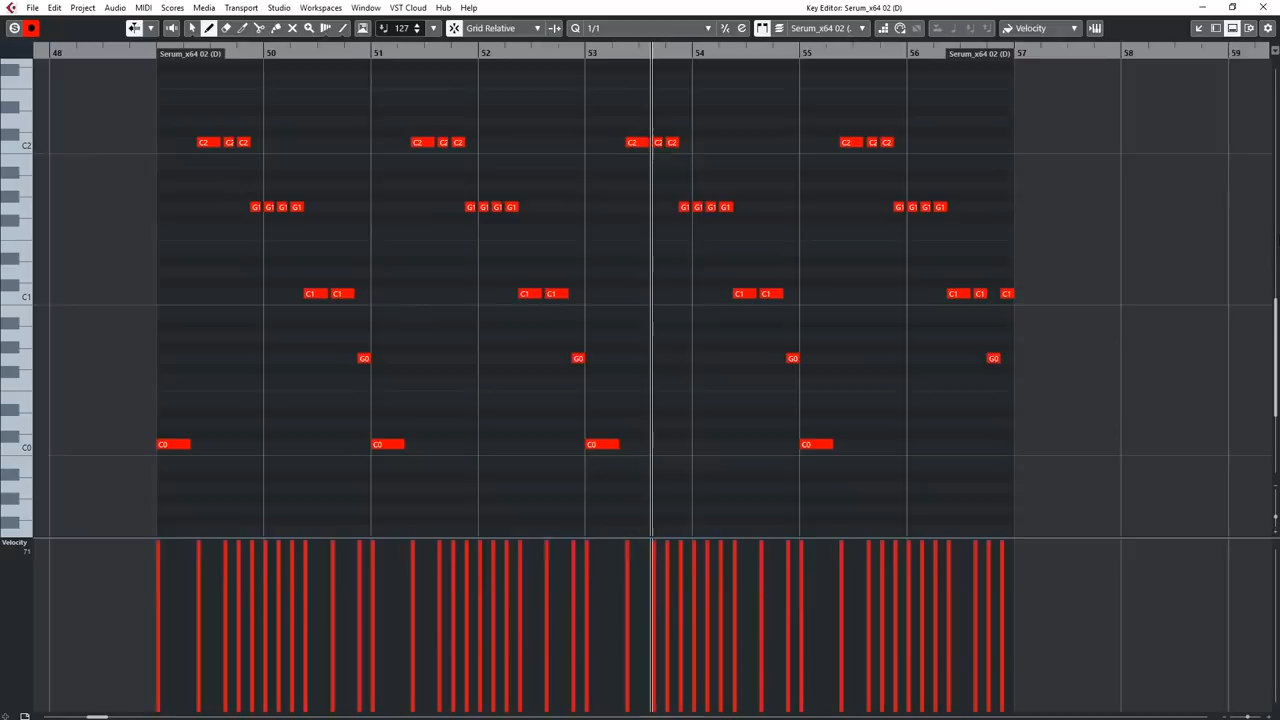 Key Editor: Serum_x64 02 (D)
File Edit Project Audio MIDI Scores Media Transport Studio Workspaces Window VST Cloud Hub Help
127 Grid Relative 1/1 Serum_x64 02 (D) Velocity
48 50 51 52 53 54 55 56 57 58 59
Serum_x64 02 (D) Serum_x64 02 (D)
C2 C2 C2 C2 C2 C2 C2 C2 C2 C2 C2 C2
C2
G1 G1 G1 G1 G1 G1 G1 G1 G1 G1 G1 G1 G1 G1 G1 G1
C1 C1 C1 C1 C1 C1 C1 C1 C1
C1
G0 G0 G0 G0
C0 C0 C0 C0
C0
Velocity
71